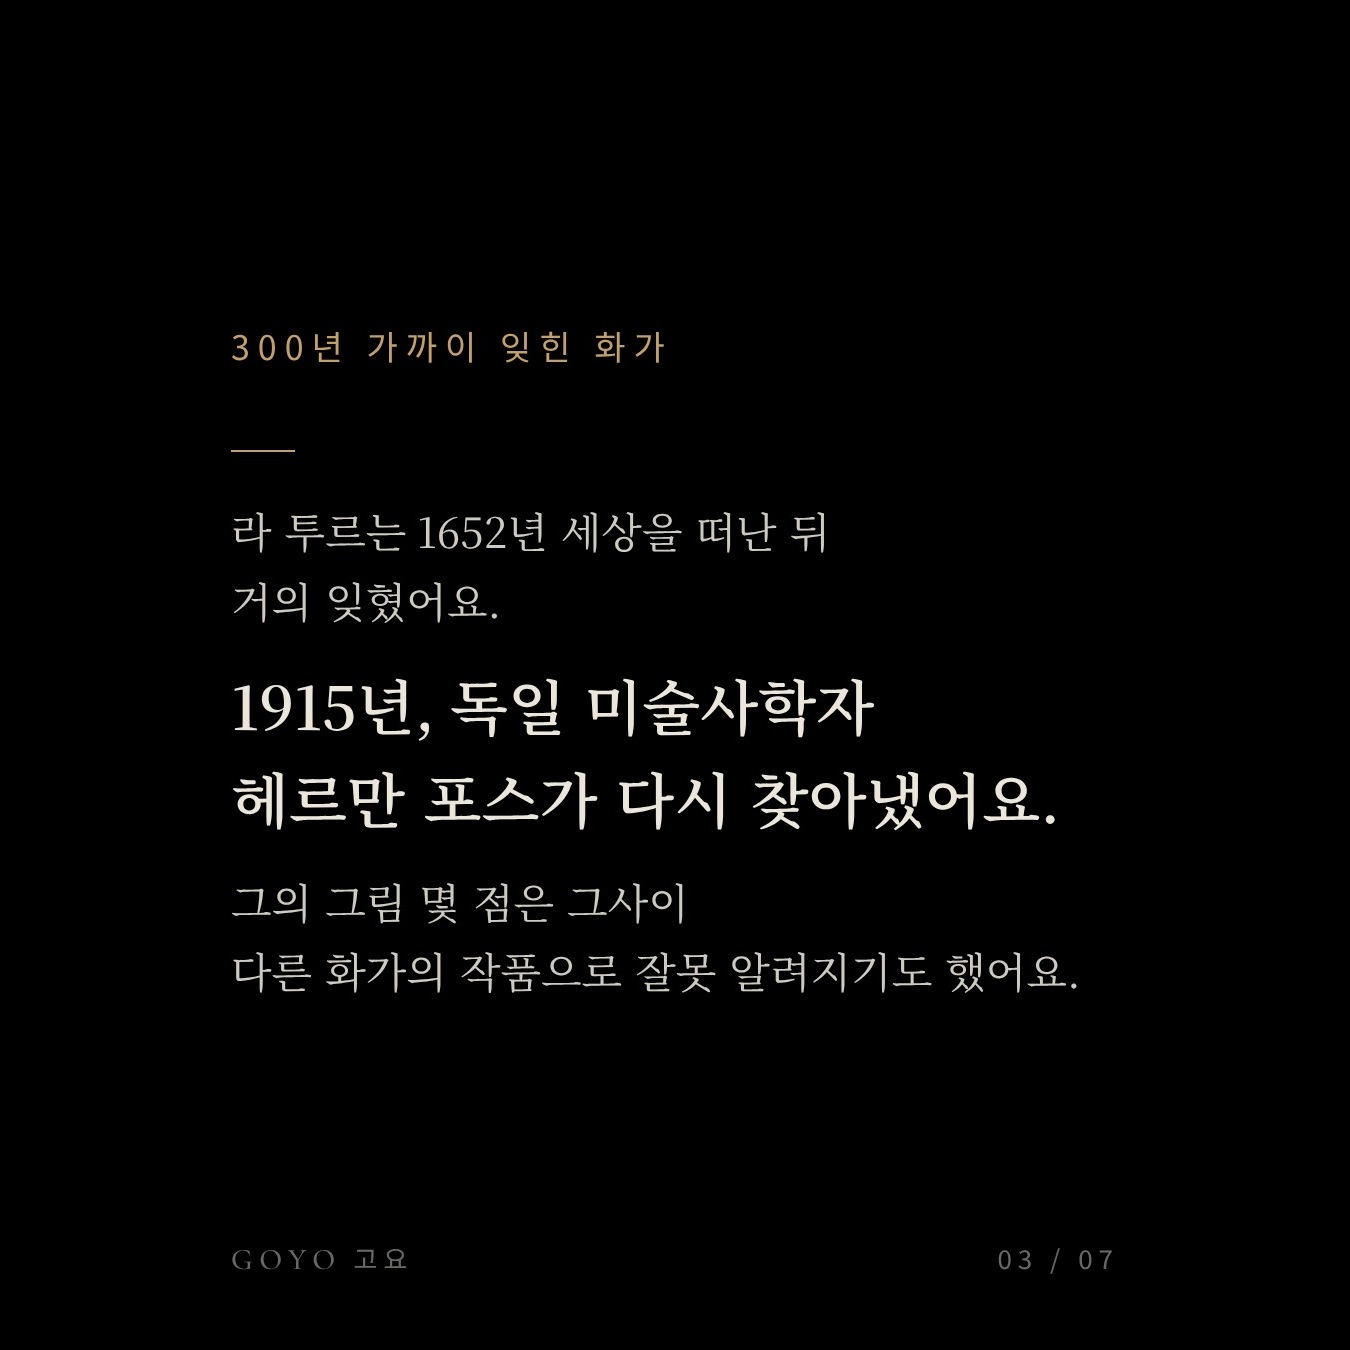 300년 가까이 잊힌 화가
라 투르는 1652년 세상을 떠난 뒤
거의 잊혔어요.
1915년, 독일 미술사학자
헤르만 포스가 다시 찾아냈어요.
그의 그림 몇 점은 그사이
다른 화가의 작품으로 잘못 알려지기도 했어요.
GOYO 고요
03 / 07